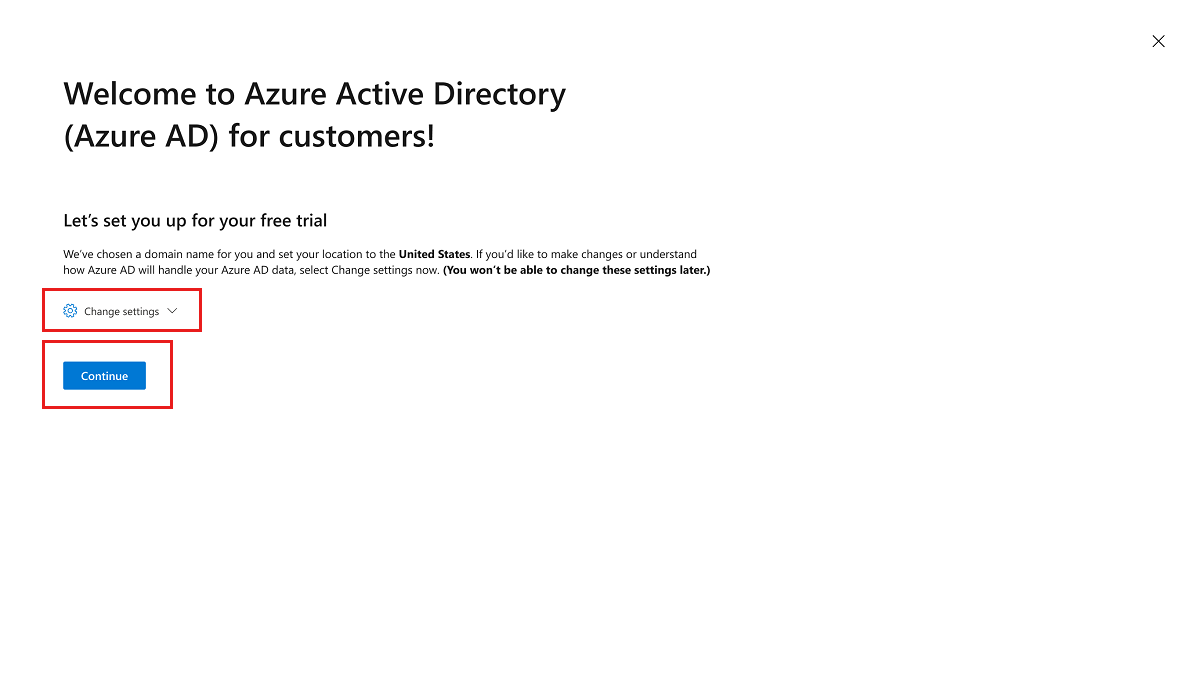 Welcome to Azure Active Directory
(Azure AD) for customers!
Let’s set you up for your free trial
We’ve chosen a domain name for you and set your location to the United States. If you’d like to make changes or understand
how Azure AD will handle your Azure AD data, select Change settings now. (You won’t be able to change these settings later.)
Change settings
Continue